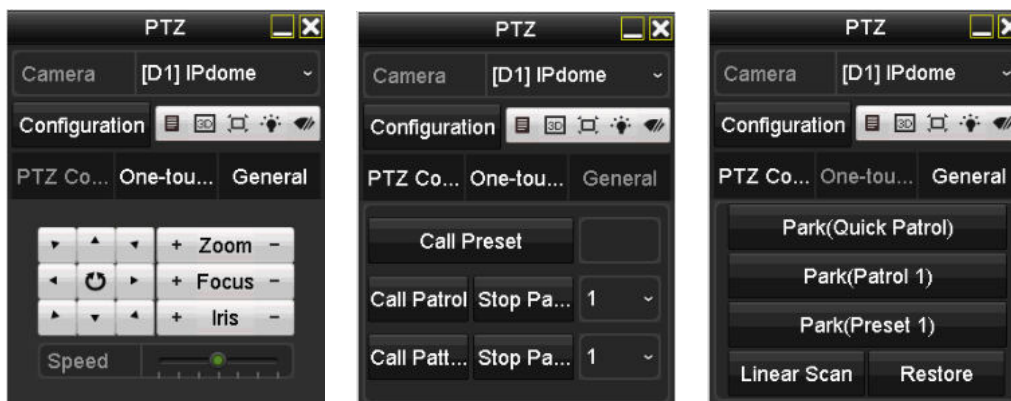 PTZ
Camera [D1] IPdome
Configuration 3D
PTZ Co... One-tou... General
+ Zoom −
+ Focus −
+ Iris −
Speed
PTZ
Camera [D1] IPdome
Configuration 3D
PTZ Co... One-tou... General
Call Preset
Call Patrol Stop Pa... 1
Call Patt... Stop Pa... 1
PTZ
Camera [D1] IPdome
Configuration 3D
PTZ Co... One-tou... General
Park(Quick Patrol)
Park(Patrol 1)
Park(Preset 1)
Linear Scan Restore